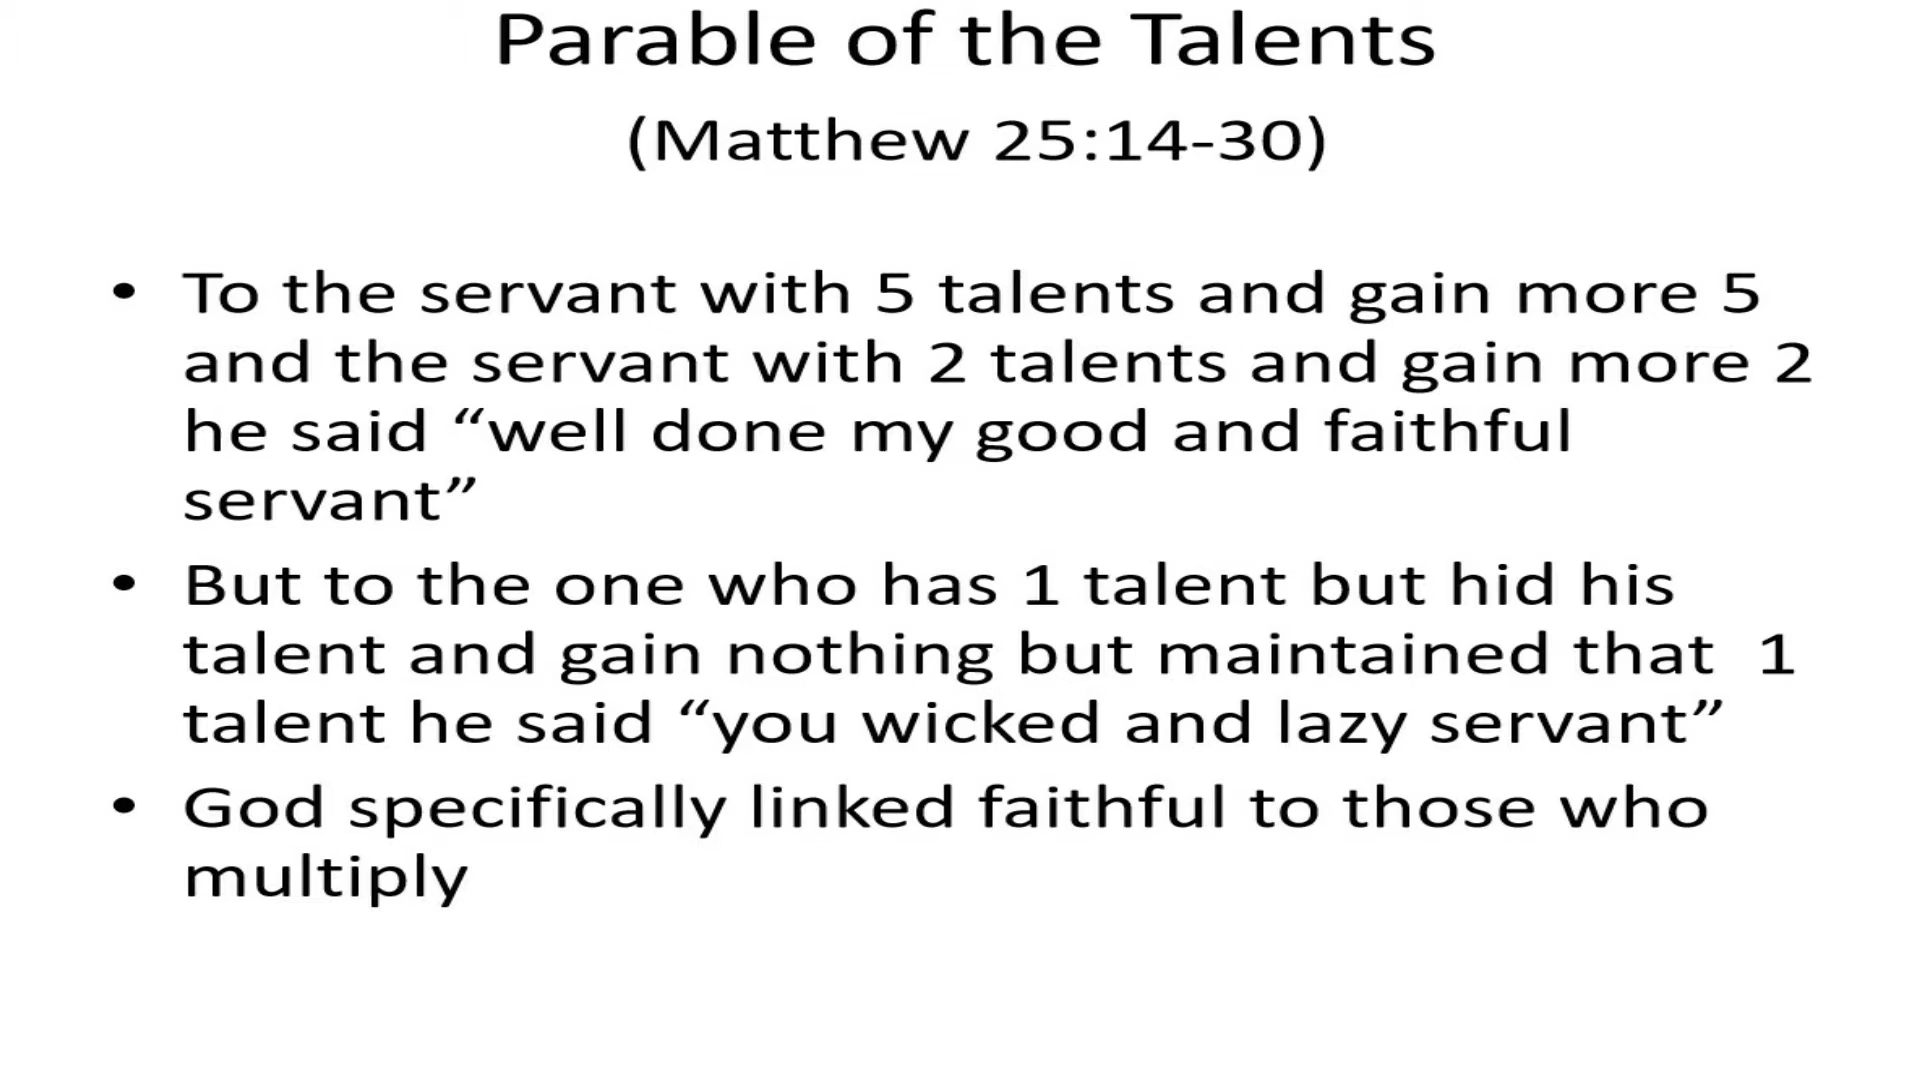 Parable of the Talents
(Matthew 25:14-30)
• To the servant with 5 talents and gain more 5
and the servant with 2 talents and gain more 2
he said “well done my good and faithful
servant”
• But to the one who has 1 talent but hid his
talent and gain nothing but maintained that 1
talent he said “you wicked and lazy servant”
• God specifically linked faithful to those who
multiply